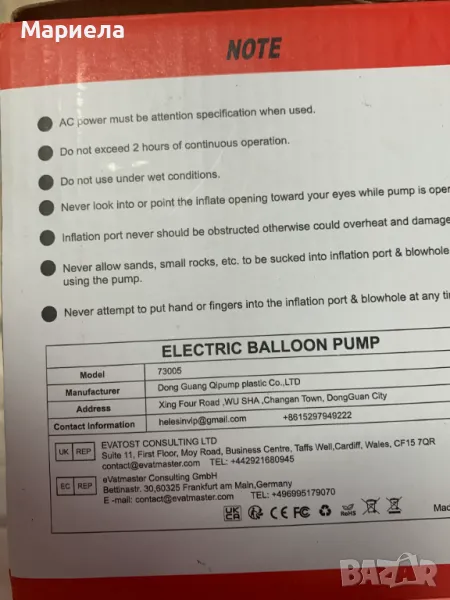 Мариела
NOTE
AC power must be attention specification when used.
Do not exceed 2 hours of continuous operation.
Do not use under wet conditions.
Never look into or point the inflate opening toward your eyes while pump is oper
Inflation port never should be obstructed otherwise could overheat and damage
Never allow sands, small rocks, etc. to be sucked into inflation port & blowhole
using the pump.
Never attempt to put hand or fingers into the inflation port & blowhole at any ti
ELECTRIC BALLOON PUMP
Model 73005
Manufacturer Dong Guang Qipump plastic Co.,LTD
Address Xing Four Road ,WU SHA ,Changan Town, DongGuan City
Contact Information helesinvip@gmail.com +8615297949222
UK REP EVATOST CONSULTING LTD
Suite 11, First Floor, Moy Road, Business Centre, Taffs Well,Cardiff, Wales, CF15 7QR
contact@evatmaster.com TEL: +442921680945
EC REP eVatmaster Consulting GmbH
Bettinastr. 30,60325 Frankfurt am Main,Germany
E -mail: contact@evatmaster.com TEL: +496995179070
UK CA CE FC RoHS Mad
BAZAR